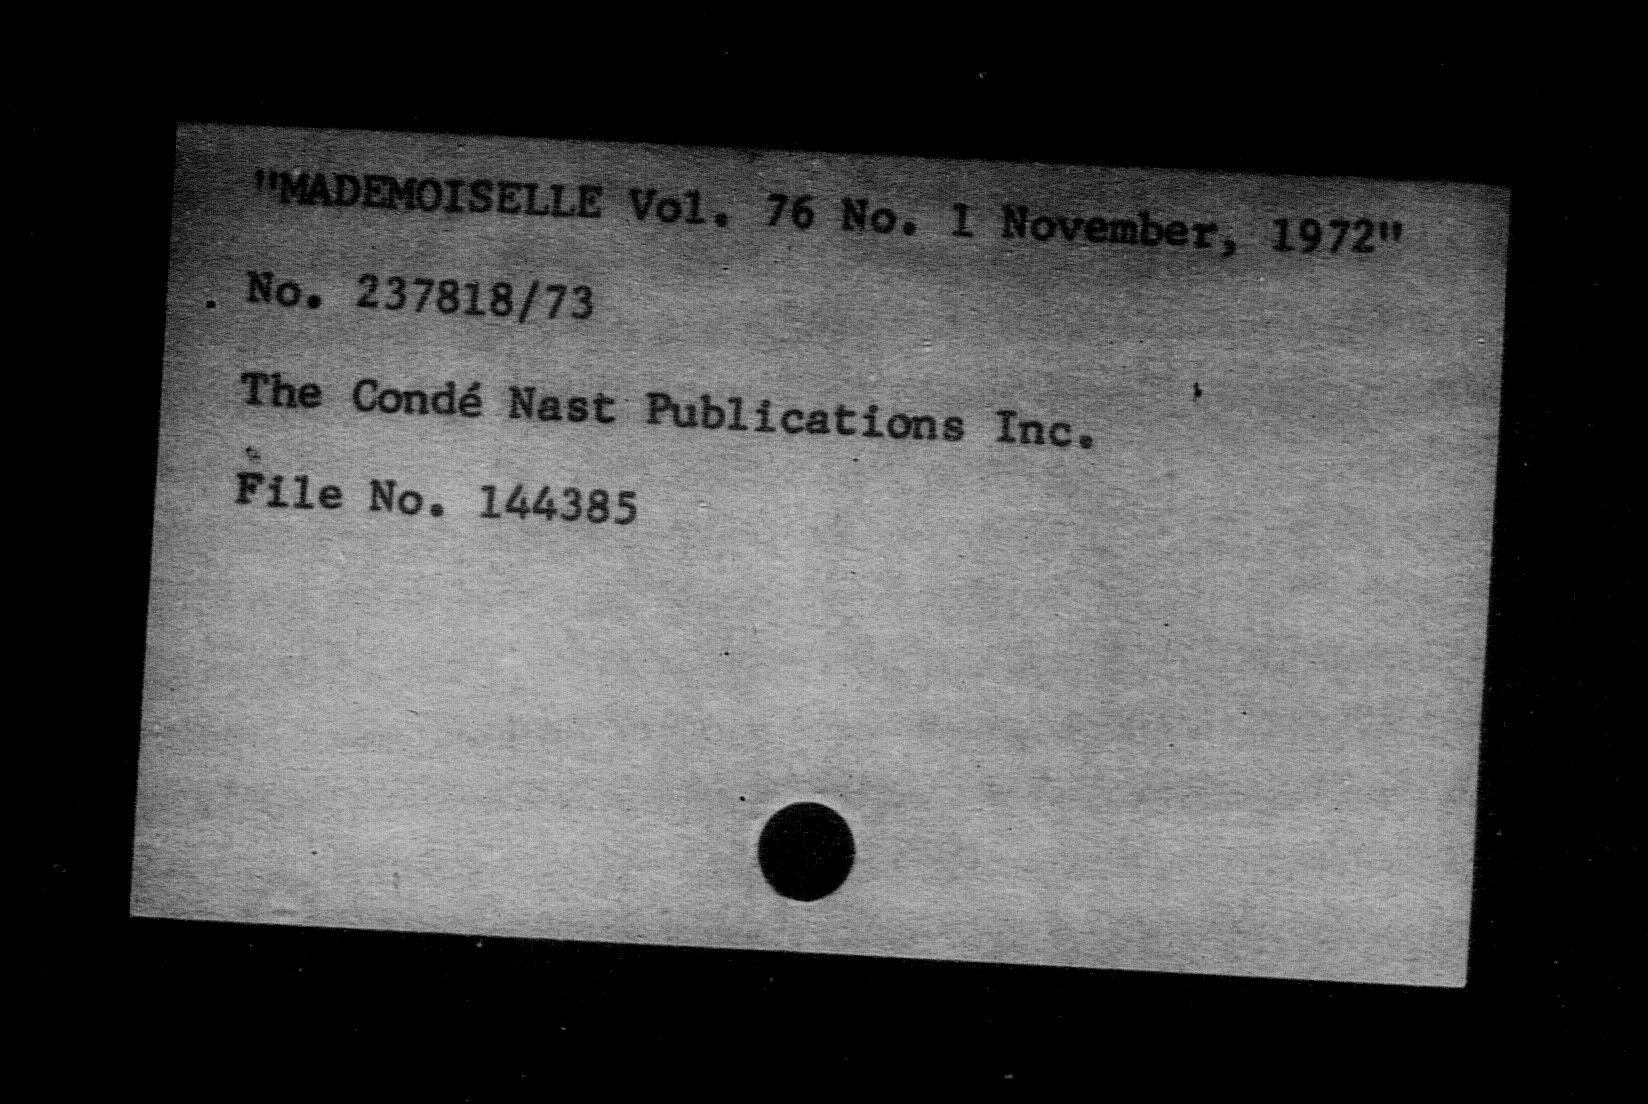 "MADEMOISELLE Vol. 76 No. 1 November, 1972"
No. 237818/73
The Condé Nast Publications Inc.
File No. 144385